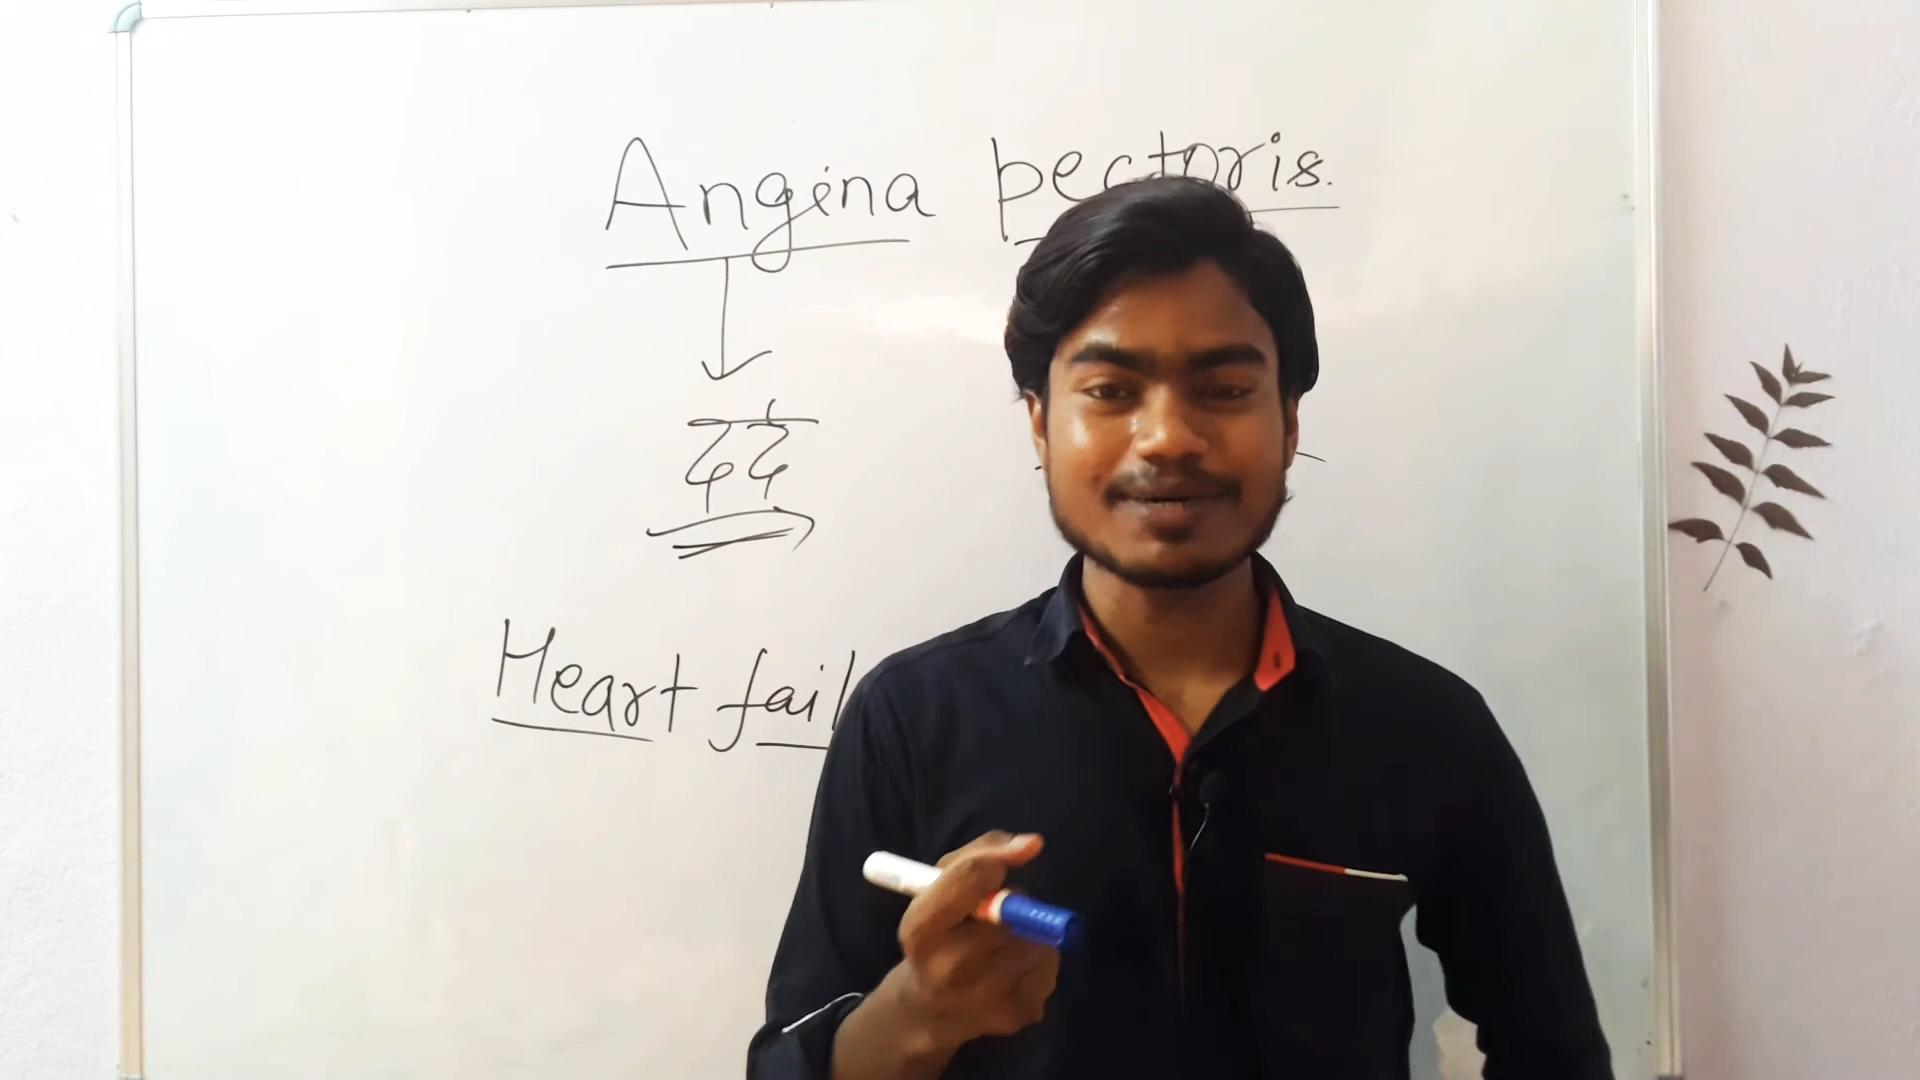 Angina pectoris.
दर्द
Heart fail